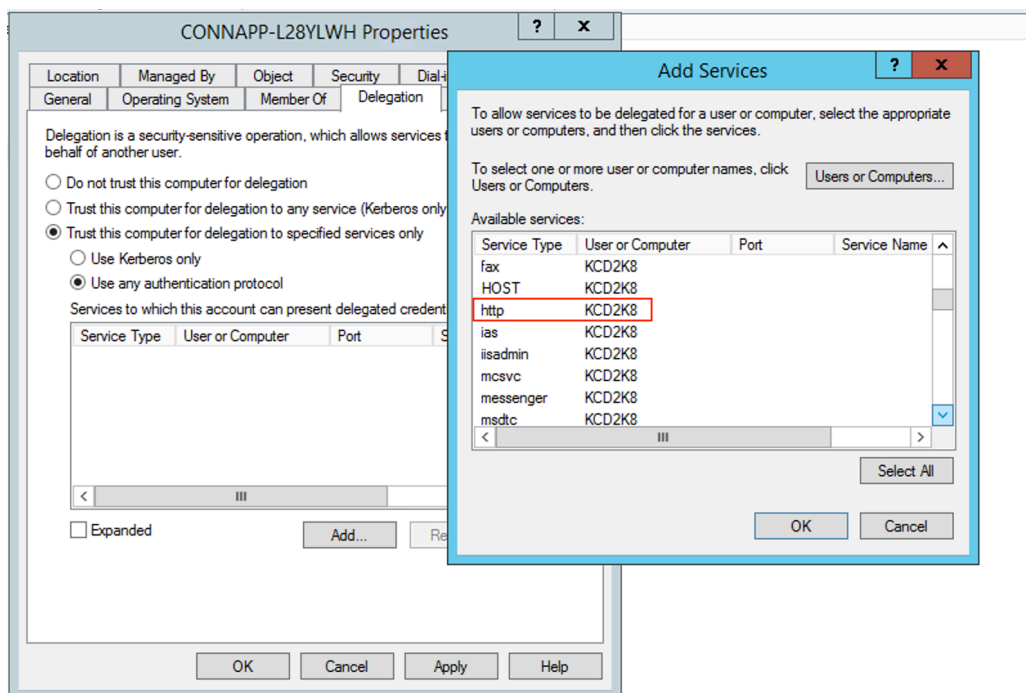 CONNAPP-L28YLWH Properties
? x
Location Managed By Object Security
General Operating System Member Of Delegation
Delegation is a security-sensitive operation, which allows services
behalf of another user.
Do not trust this computer for delegation
Trust this computer for delegation to any service (Kerberos only
Trust this computer for delegation to specified services only
Use Kerberos only
Use any authentication protocol
Services to which this account can present delegated
Service Type User or Computer Port S
Expanded
Add... Re
OK Cancel Apply Help
Add Services
? x
To allow services to be delegated for a user or computer, select the appropriate
users or computers, and then click the services.
To select one or more user or computer names, click
Users or Computers.
Users or Computers...
Available services:
Service Type User or Computer Port Service Name
fax KCD2K8
HOST KCD2K8
http KCD2K8
ias KCD2K8
iisadmin KCD2K8
mcsvc KCD2K8
messenger KCD2K8
msdtc KCD2K8
Select All
OK Cancel